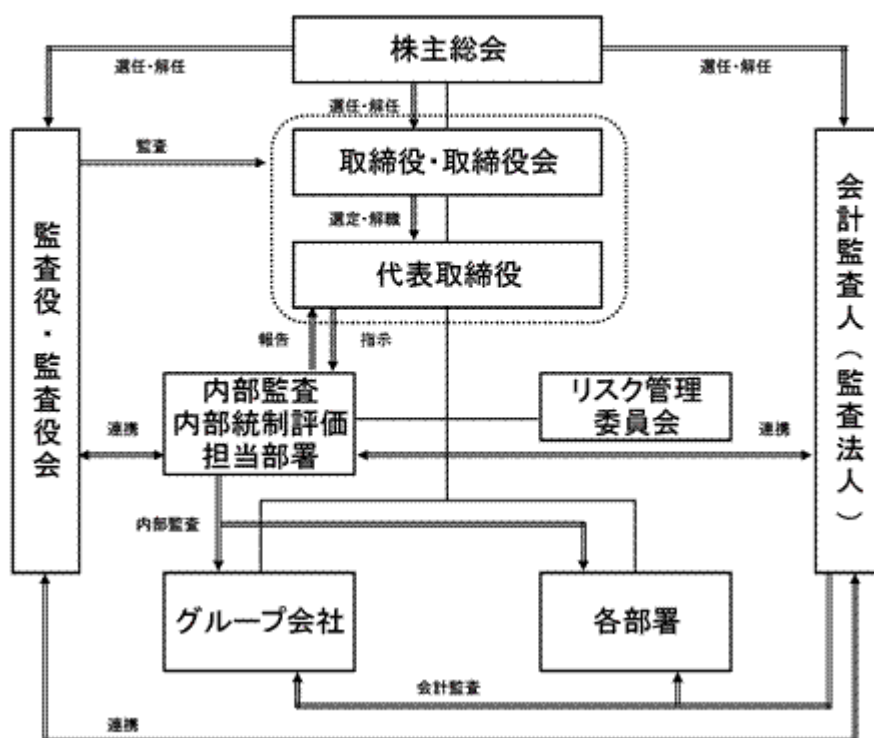 株主総会
選任・解任
選任・解任
選任・解任
監査
取締役・取締役会
選定・解職
代表取締役
報告
指示
監査役・監査役会
会計監査人（監査法人）
内部監査
内部統制評価
担当部署
リスク管理
委員会
連携
連携
内部監査
グループ会社
各部署
会計監査
連携